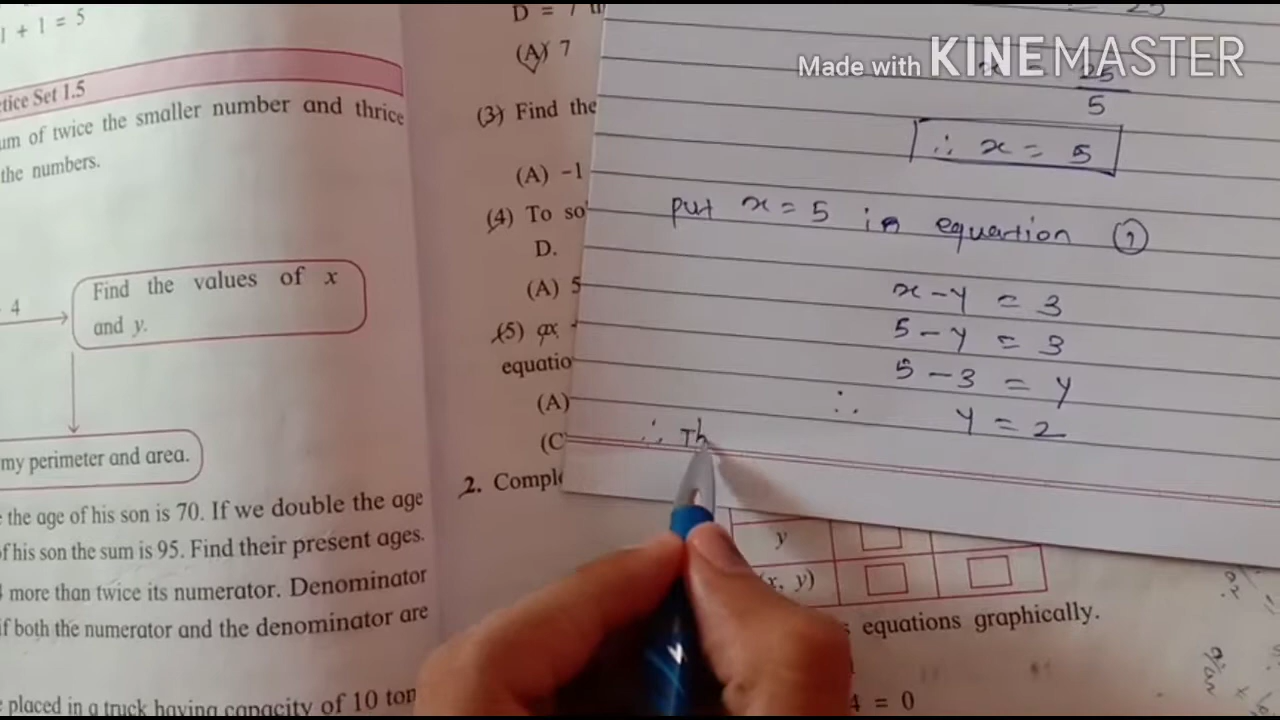 1 + 1 = 5
tice Set 1.5
um of twice the smaller number and thrice
the numbers.
4
Find the values of x
and y.
my perimeter and area.
the age of his son is 70. If we double the age
of his son the sum is 95. Find their present ages.
more than twice its numerator. Denominator
if both the numerator and the denominator are
placed in a truck having capacity of 10 ton
D = 7
(A) 7
(3) Find the
(A) -1
(4) To so
D.
(A) 5
(5)
equatio
(A)
(C
2. Comple
y
(x, y)
equations graphically.
4 = 0
Made with KINEMASTER
x = 25
5
∴ x = 5
put x = 5 in equation ①
x - y = 3
5 - y = 3
5 - 3 = y
∴ y = 2
∴ Th